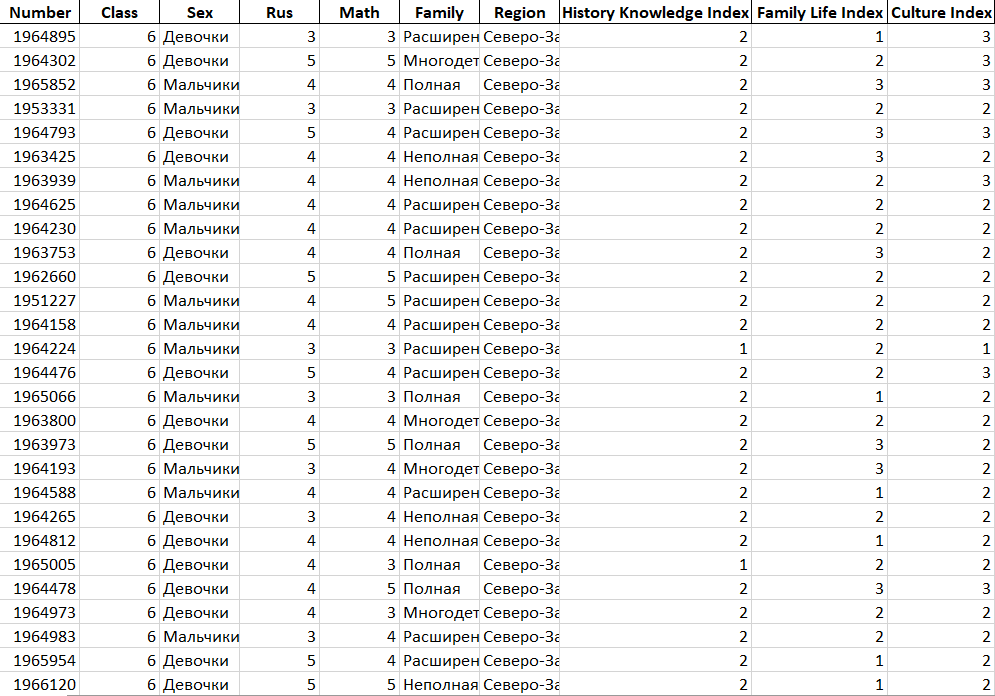 Number Class Sex Rus Math Family Region History Knowledge Index Family Life Index Culture Index
1964895 6 Девочки 3 3 Расширен Северо-За 2 1 3
1964302 6 Девочки 5 5 Многодет Северо-За 2 2 3
1965852 6 Мальчики 4 4 Полная Северо-За 2 3 3
1953331 6 Мальчики 3 3 Расширен Северо-За 2 2 2
1964793 6 Девочки 5 4 Расширен Северо-За 2 3 3
1963425 6 Девочки 4 4 Неполная Северо-За 2 3 2
1963939 6 Мальчики 4 4 Неполная Северо-За 2 2 3
1964625 6 Мальчики 4 4 Расширен Северо-За 2 2 2
1964230 6 Мальчики 4 4 Расширен Северо-За 2 2 2
1963753 6 Девочки 4 4 Полная Северо-За 2 3 2
1962660 6 Девочки 5 5 Расширен Северо-За 2 2 2
1951227 6 Мальчики 4 5 Расширен Северо-За 2 2 2
1964158 6 Мальчики 4 4 Расширен Северо-За 2 2 2
1964224 6 Мальчики 3 3 Расширен Северо-За 1 2 1
1964476 6 Девочки 5 4 Расширен Северо-За 2 2 3
1965066 6 Мальчики 3 3 Полная Северо-За 2 1 2
1963800 6 Девочки 4 4 Многодет Северо-За 2 2 2
1963973 6 Девочки 5 5 Полная Северо-За 2 3 2
1964193 6 Мальчики 3 4 Многодет Северо-За 2 3 2
1964588 6 Мальчики 4 4 Расширен Северо-За 2 1 2
1964265 6 Девочки 3 4 Неполная Северо-За 2 2 2
1964812 6 Девочки 4 4 Неполная Северо-За 2 1 2
1965005 6 Девочки 4 3 Полная Северо-За 1 2 2
1964478 6 Девочки 4 5 Полная Северо-За 2 3 3
1964973 6 Девочки 4 3 Многодет Северо-За 2 2 2
1964983 6 Мальчики 3 4 Расширен Северо-За 2 2 2
1965954 6 Девочки 5 4 Расширен Северо-За 2 1 2
1966120 6 Девочки 5 5 Неполная Северо-За 2 1 2